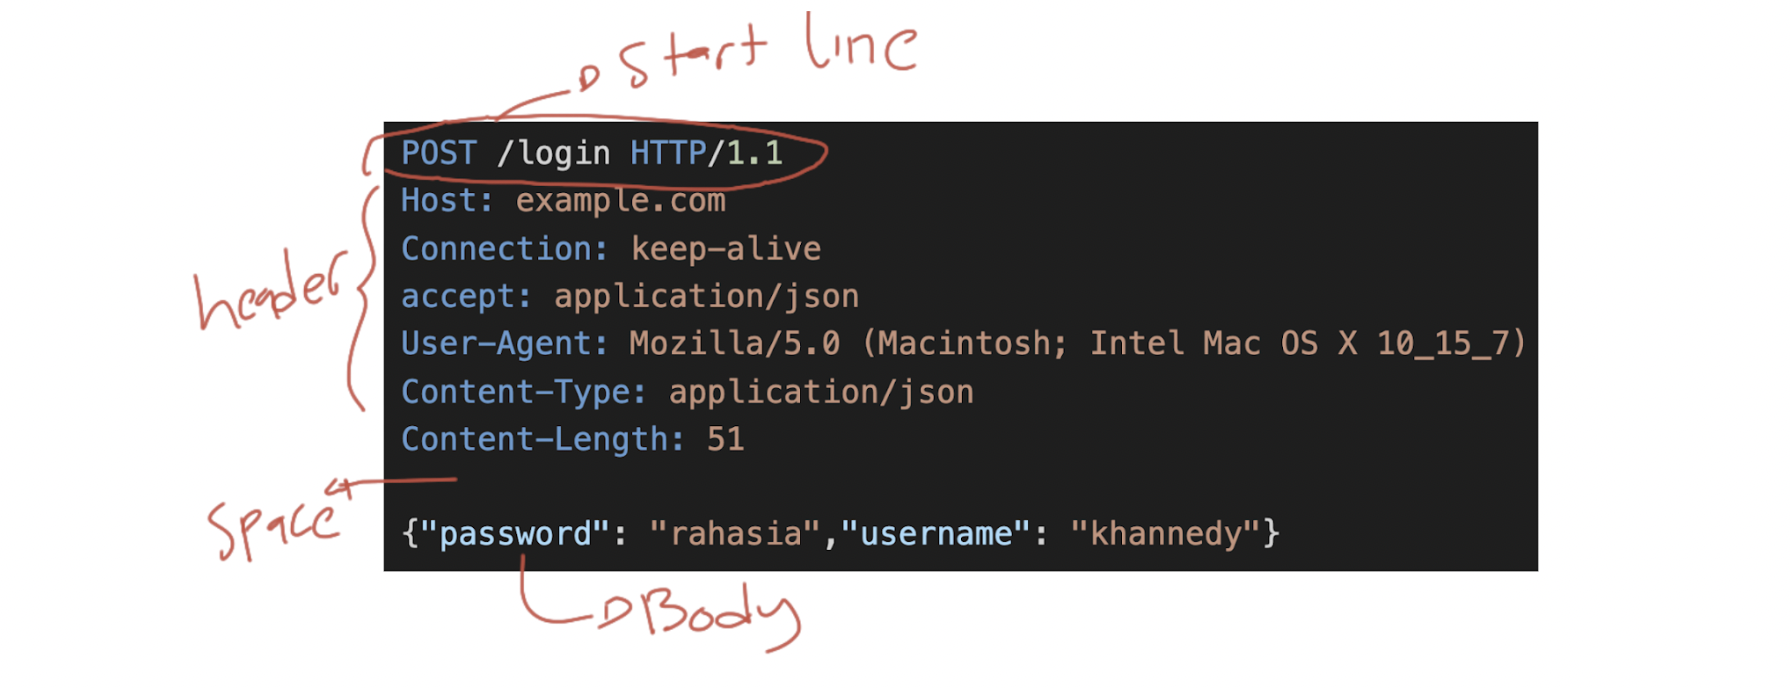 Start line
POST /login HTTP/1.1
Host: example.com
Connection: keep-alive
header
accept: application/json
User-Agent: Mozilla/5.0 (Macintosh; Intel Mac OS X 10_15_7)
Content-Type: application/json
Content-Length: 51
Space
{"password": "rahasia","username": "khannedy"}
Body